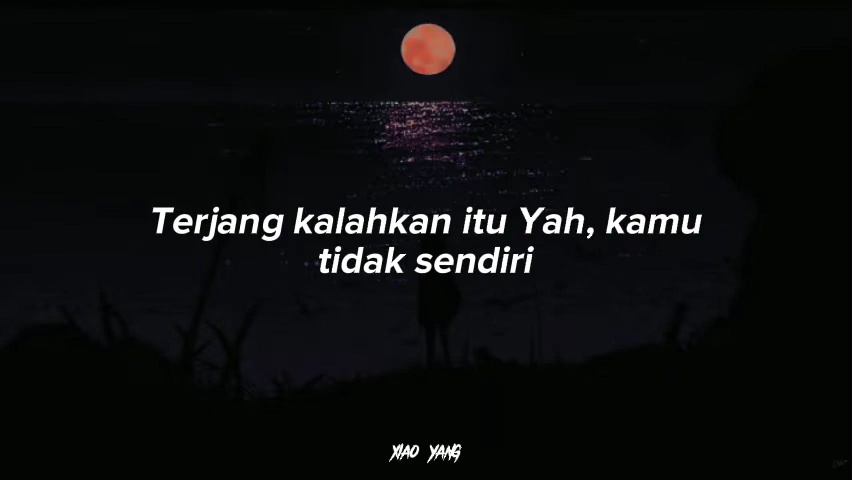 Terjang kalahkan itu Yah, kamu
tidak sendiri
XIAO YANG